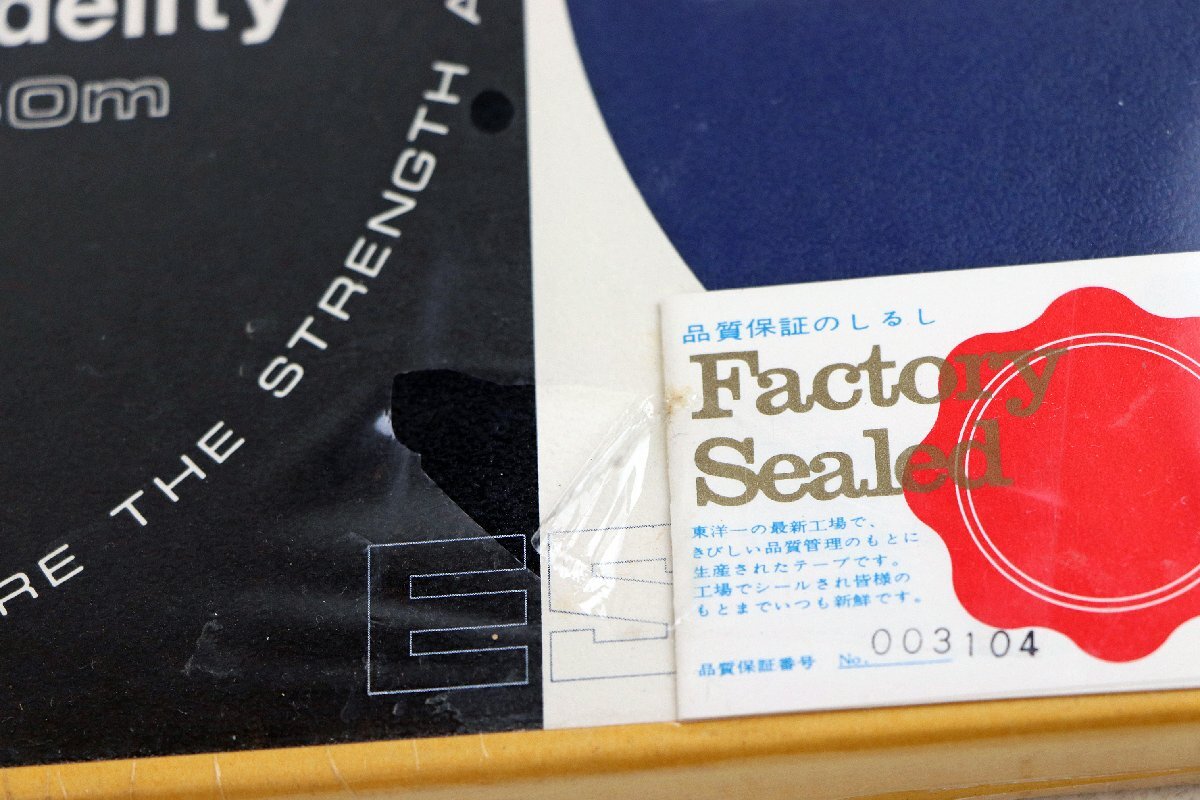 delity
50m
RE THE STRENGTH A
品質保証のしるし
Factory
Sealed
東洋一の最新工場で、
きびしい品質管理のもとに
生産されたテープです。
工場でシールされ皆様の
もとまでいつも新鮮です。
品質保証番号 No. 003104